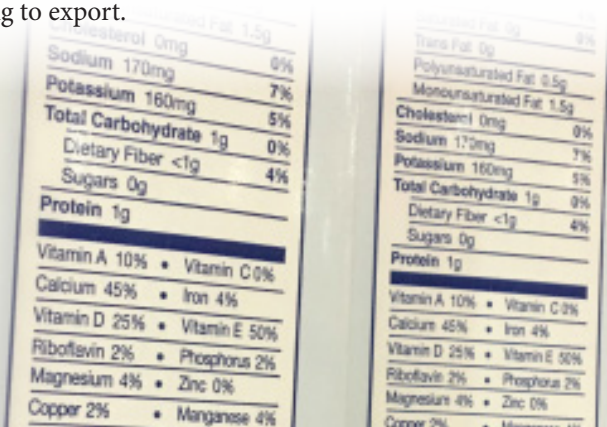 g to export.
Fat 1.5g
Cholesterol 0mg 0%
Sodium 170mg 7%
Potassium 160mg 5%
Total Carbohydrate 1g 0%
Dietary Fiber <1g 4%
Sugars 0g
Protein 1g
Vitamin A 10% • Vitamin C 0%
Calcium 45% • Iron 4%
Vitamin D 25% • Vitamin E 50%
Riboflavin 2% • Phosphorus 2%
Magnesium 4% • Zinc 0%
Copper 2% • Manganese 4%
Fat 0%
Trans Fat 0g
Polyunsaturated Fat 0.5g
Monounsaturated Fat 1.5g
Cholesterol 0mg 0%
Sodium 170mg 7%
Potassium 160mg 5%
Total Carbohydrate 1g 0%
Dietary Fiber <1g 4%
Sugars 0g
Protein 1g
Vitamin A 10% • Vitamin C 0%
Calcium 45% • Iron 4%
Vitamin D 25% • Vitamin E 50%
Riboflavin 2% • Phosphorus 2%
Magnesium 4% • Zinc 0%
Copper 2% •